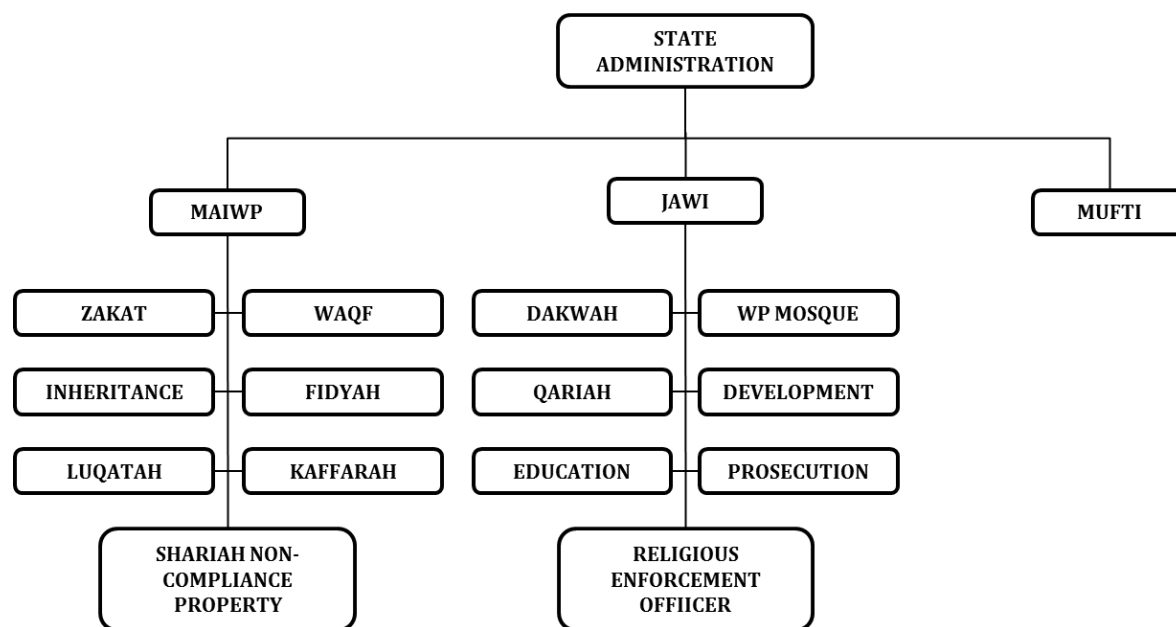 STATE
ADMINISTRATION
MAIWP
JAWI
MUFTI
ZAKAT
WAQF
DAKWAH
WP MOSQUE
INHERITANCE
FIDYAH
QARIAH
DEVELOPMENT
LUQATAH
KAFFARAH
EDUCATION
PROSECUTION
SHARIAH NON-
COMPLIANCE
PROPERTY
RELIGIOUS
ENFORCEMENT
OFFIICER